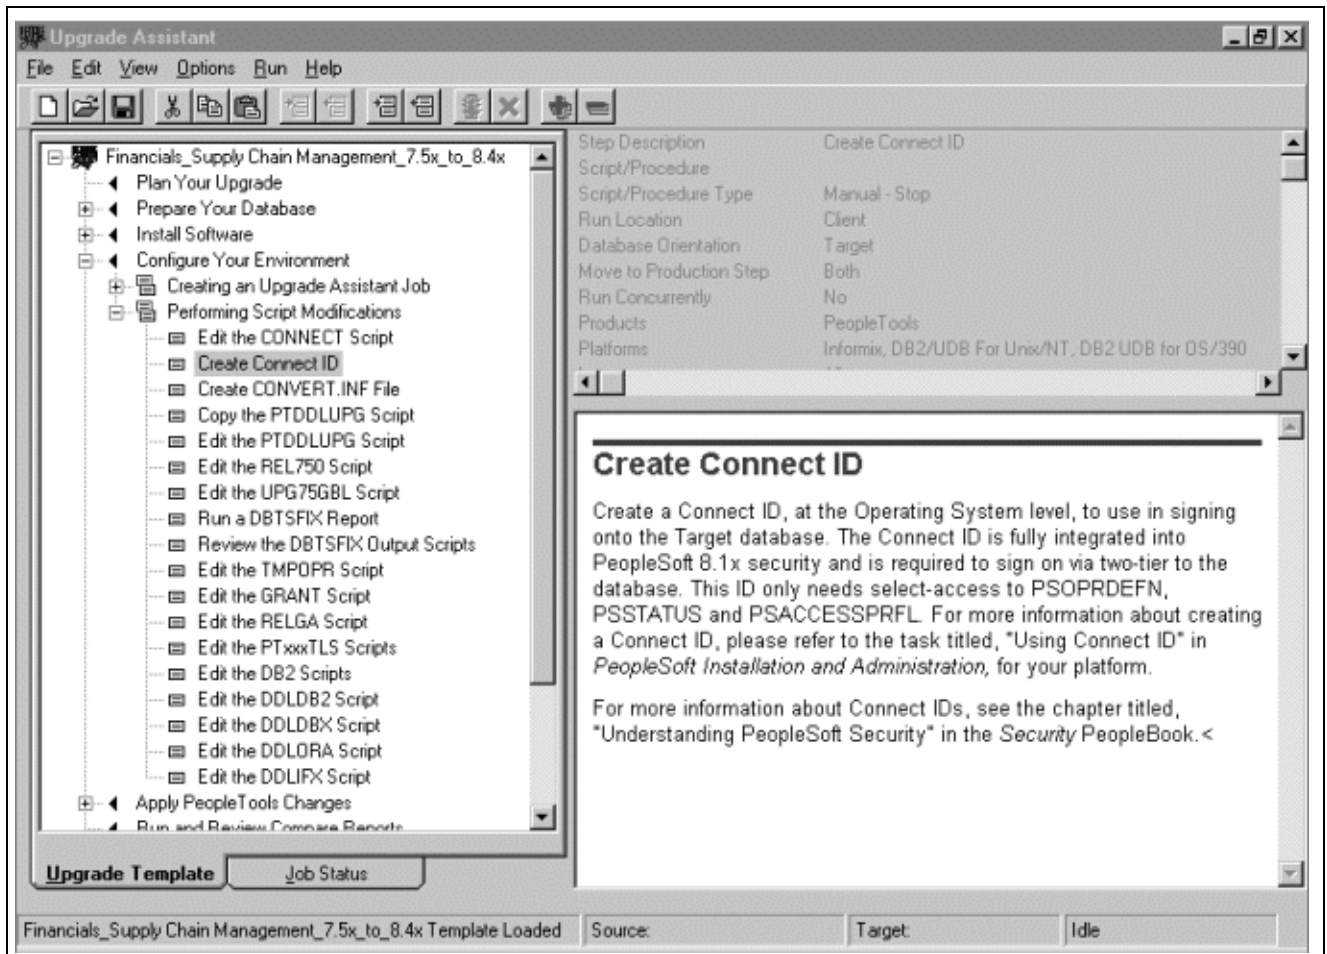 Upgrade Assistant
File Edit View Options Run Help
Financials_Supply Chain Management_7.5x_to_8.4x
Plan Your Upgrade
Prepare Your Database
Install Software
Configure Your Environment
Creating an Upgrade Assistant Job
Performing Script Modifications
Edit the CONNECT Script
Create Connect ID
Create CONVERT.INF File
Copy the PTDDLUPG Script
Edit the PTDDLUPG Script
Edit the REL750 Script
Edit the UPG75GBL Script
Run a DBTSFIX Report
Review the DBTSFIX Output Scripts
Edit the TMPOPR Script
Edit the GRANT Script
Edit the RELGA Script
Edit the PTxxxTLS Scripts
Edit the DB2 Scripts
Edit the DDLDB2 Script
Edit the DDLDBX Script
Edit the DDLORA Script
Edit the DDLIFX Script
Apply PeopleTools Changes
Run and Review Compare Reports
Upgrade Template Job Status
Step Description Create Connect ID
Script/Procedure
Script/Procedure Type Manual - Stop
Run Location Client
Database Orientation Target
Move to Production Step Both
Run Concurrently No
Products PeopleTools
Platforms Informix, DB2/UDB For Unix/NT, DB2 UDB for OS/390
Create Connect ID
Create a Connect ID, at the Operating System level, to use in signing
onto the Target database. The Connect ID is fully integrated into
PeopleSoft 8.1x security and is required to sign on via two-tier to the
database. This ID only needs select-access to PSOPRDEFN,
PSSTATUS and PSACCESSPRFL. For more information about creating
a Connect ID, please refer to the task titled, "Using Connect ID" in
PeopleSoft Installation and Administration, for your platform.
For more information about Connect IDs, see the chapter titled,
"Understanding PeopleSoft Security" in the Security PeopleBook.<
Financials_Supply Chain Management_7.5x_to_8.4x Template Loaded Source: Target: Idle